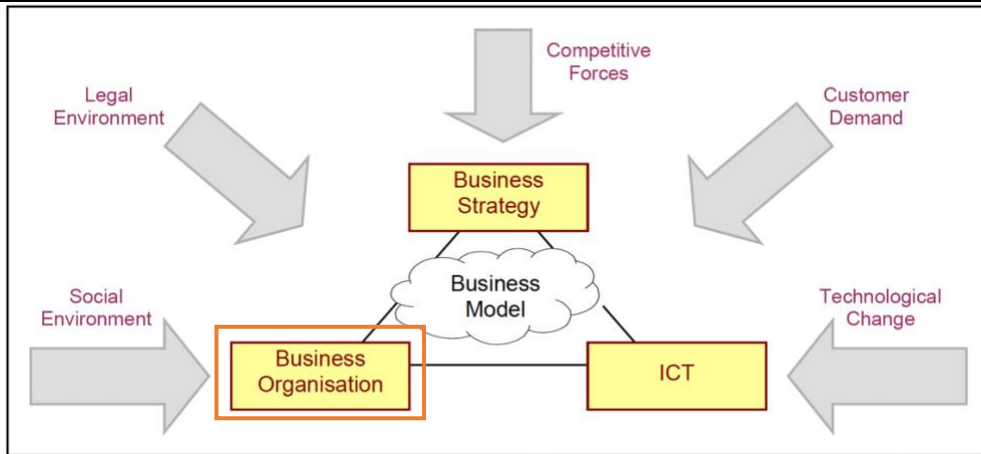 Competitive
Forces
Legal
Environment
Customer
Demand
Business
Strategy
Business
Model
Social
Environment
Technological
Change
Business
Organisation
ICT